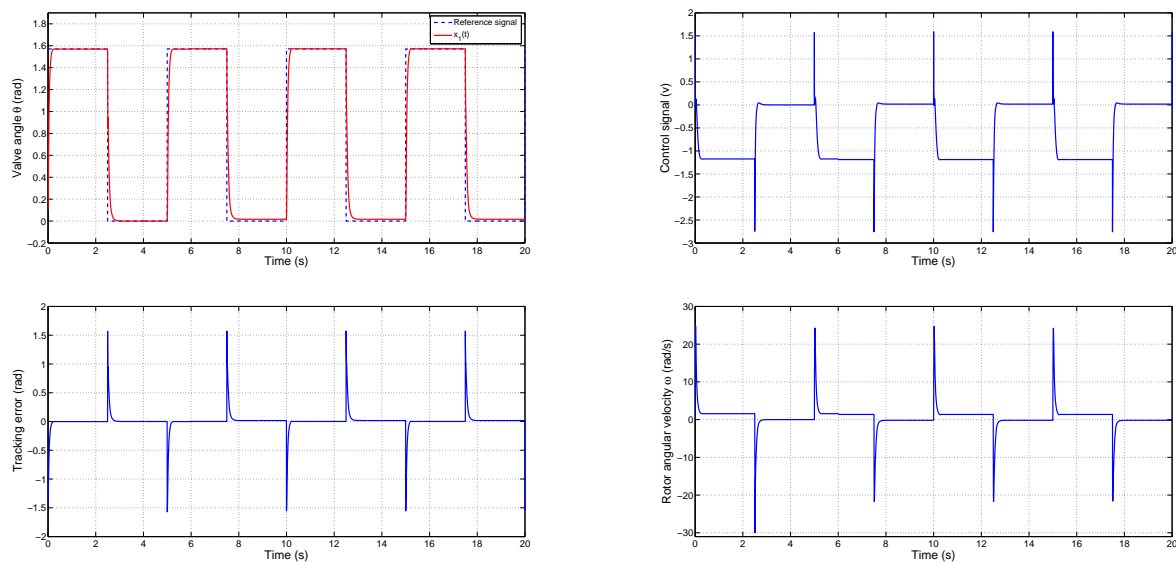 1.8
1.6
1.4
1.2
1
0.8
0.6
0.4
0.2
0
−0.2
Valve angle θ (rad)
Reference signal
x1(t)
0 2 4 6 8 10 12 14 16 18 20
Time (s)
2
1.5
1
0.5
0
−0.5
−1
−1.5
−2
−2.5
−3
Control signal (v)
0 2 4 6 8 10 12 14 16 18 20
Time (s)
2
1.5
1
0.5
0
−0.5
−1
−1.5
−2
Tracking error (rad)
0 2 4 6 8 10 12 14 16 18 20
Time (s)
30
20
10
0
−10
−20
−30
Rotor angular velocity ω (rad/s)
0 2 4 6 8 10 12 14 16 18 20
Time (s)